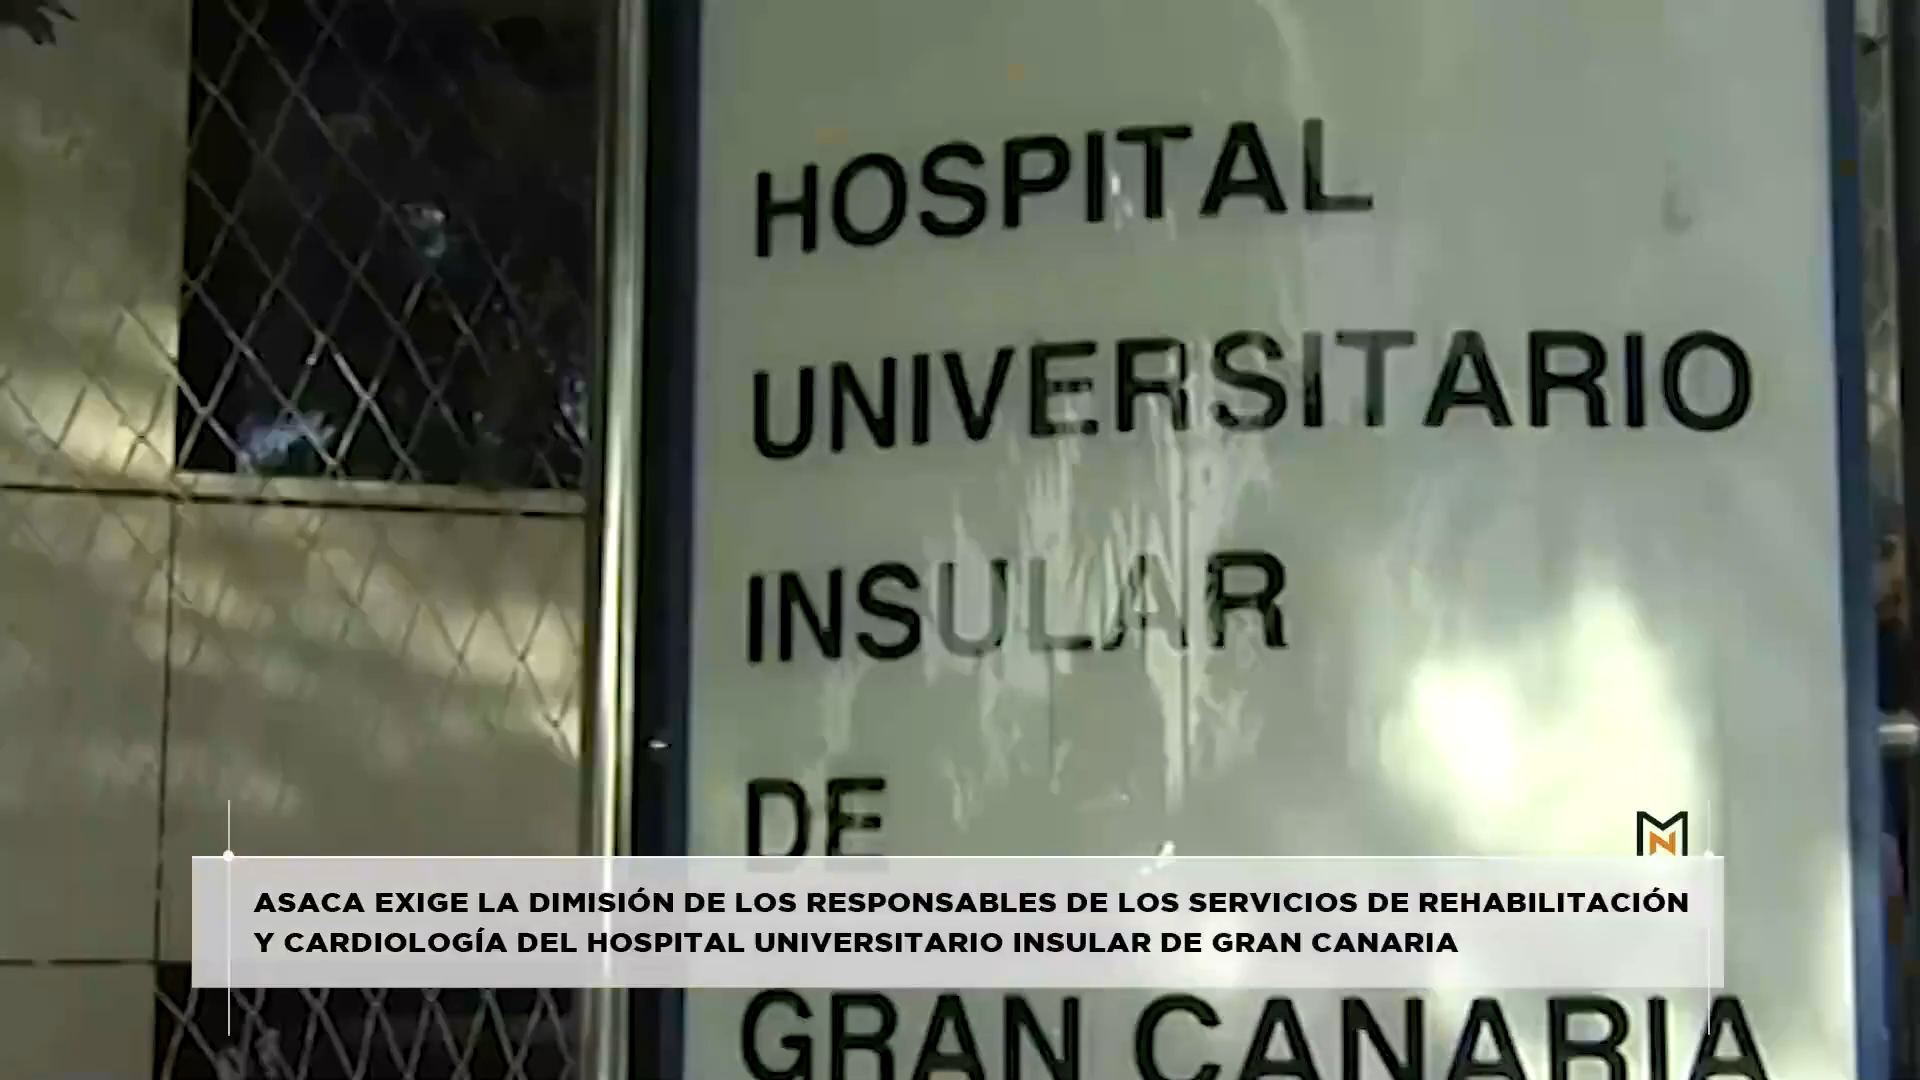 HOSPITAL
UNIVERSITARIO
INSULAR
DE
GRAN CANARIA
MN
ASACA EXIGE LA DIMISIÓN DE LOS RESPONSABLES DE LOS SERVICIOS DE REHABILITACIÓN
Y CARDIOLOGÍA DEL HOSPITAL UNIVERSITARIO INSULAR DE GRAN CANARIA